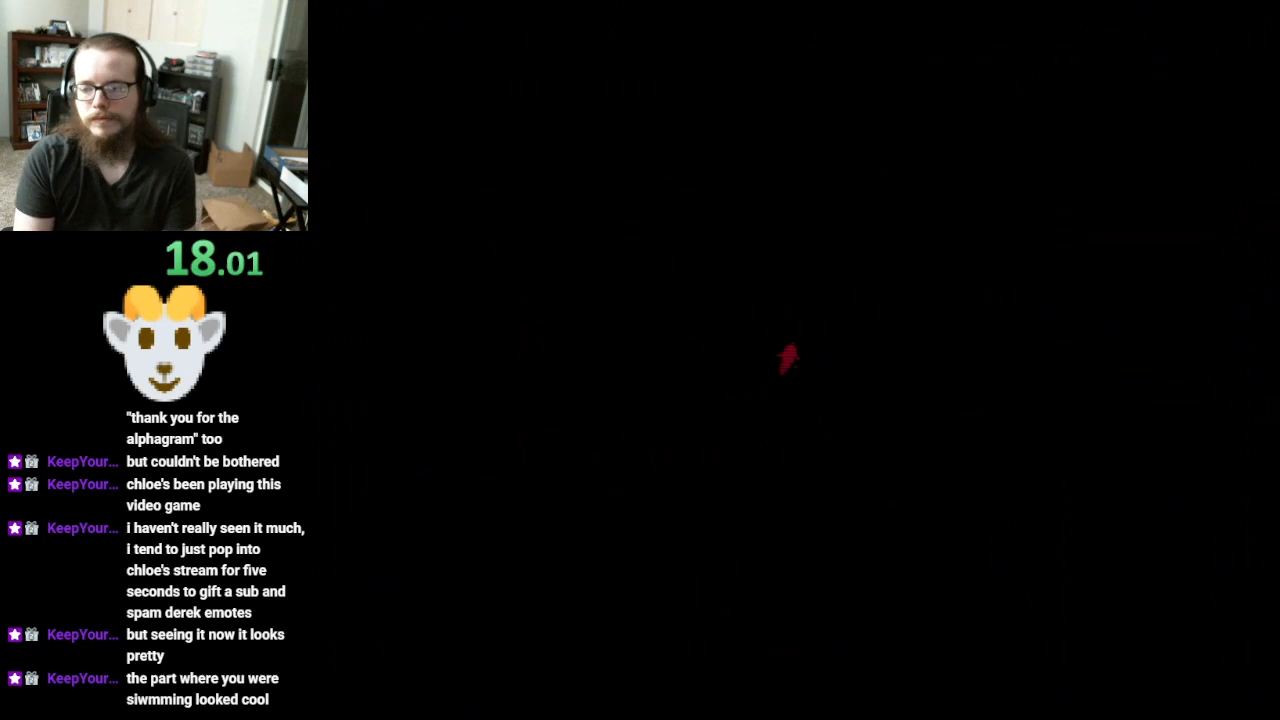 18.01
"thank you for the
alphagram" too
KeepYour... but couldn't be bothered
KeepYour... chloe's been playing this
video game
KeepYour... i haven't really seen it much,
i tend to just pop into
chloe's stream for five
seconds to gift a sub and
spam derek emotes
KeepYour... but seeing it now it looks
pretty
KeepYour... the part where you were
siwmming looked cool